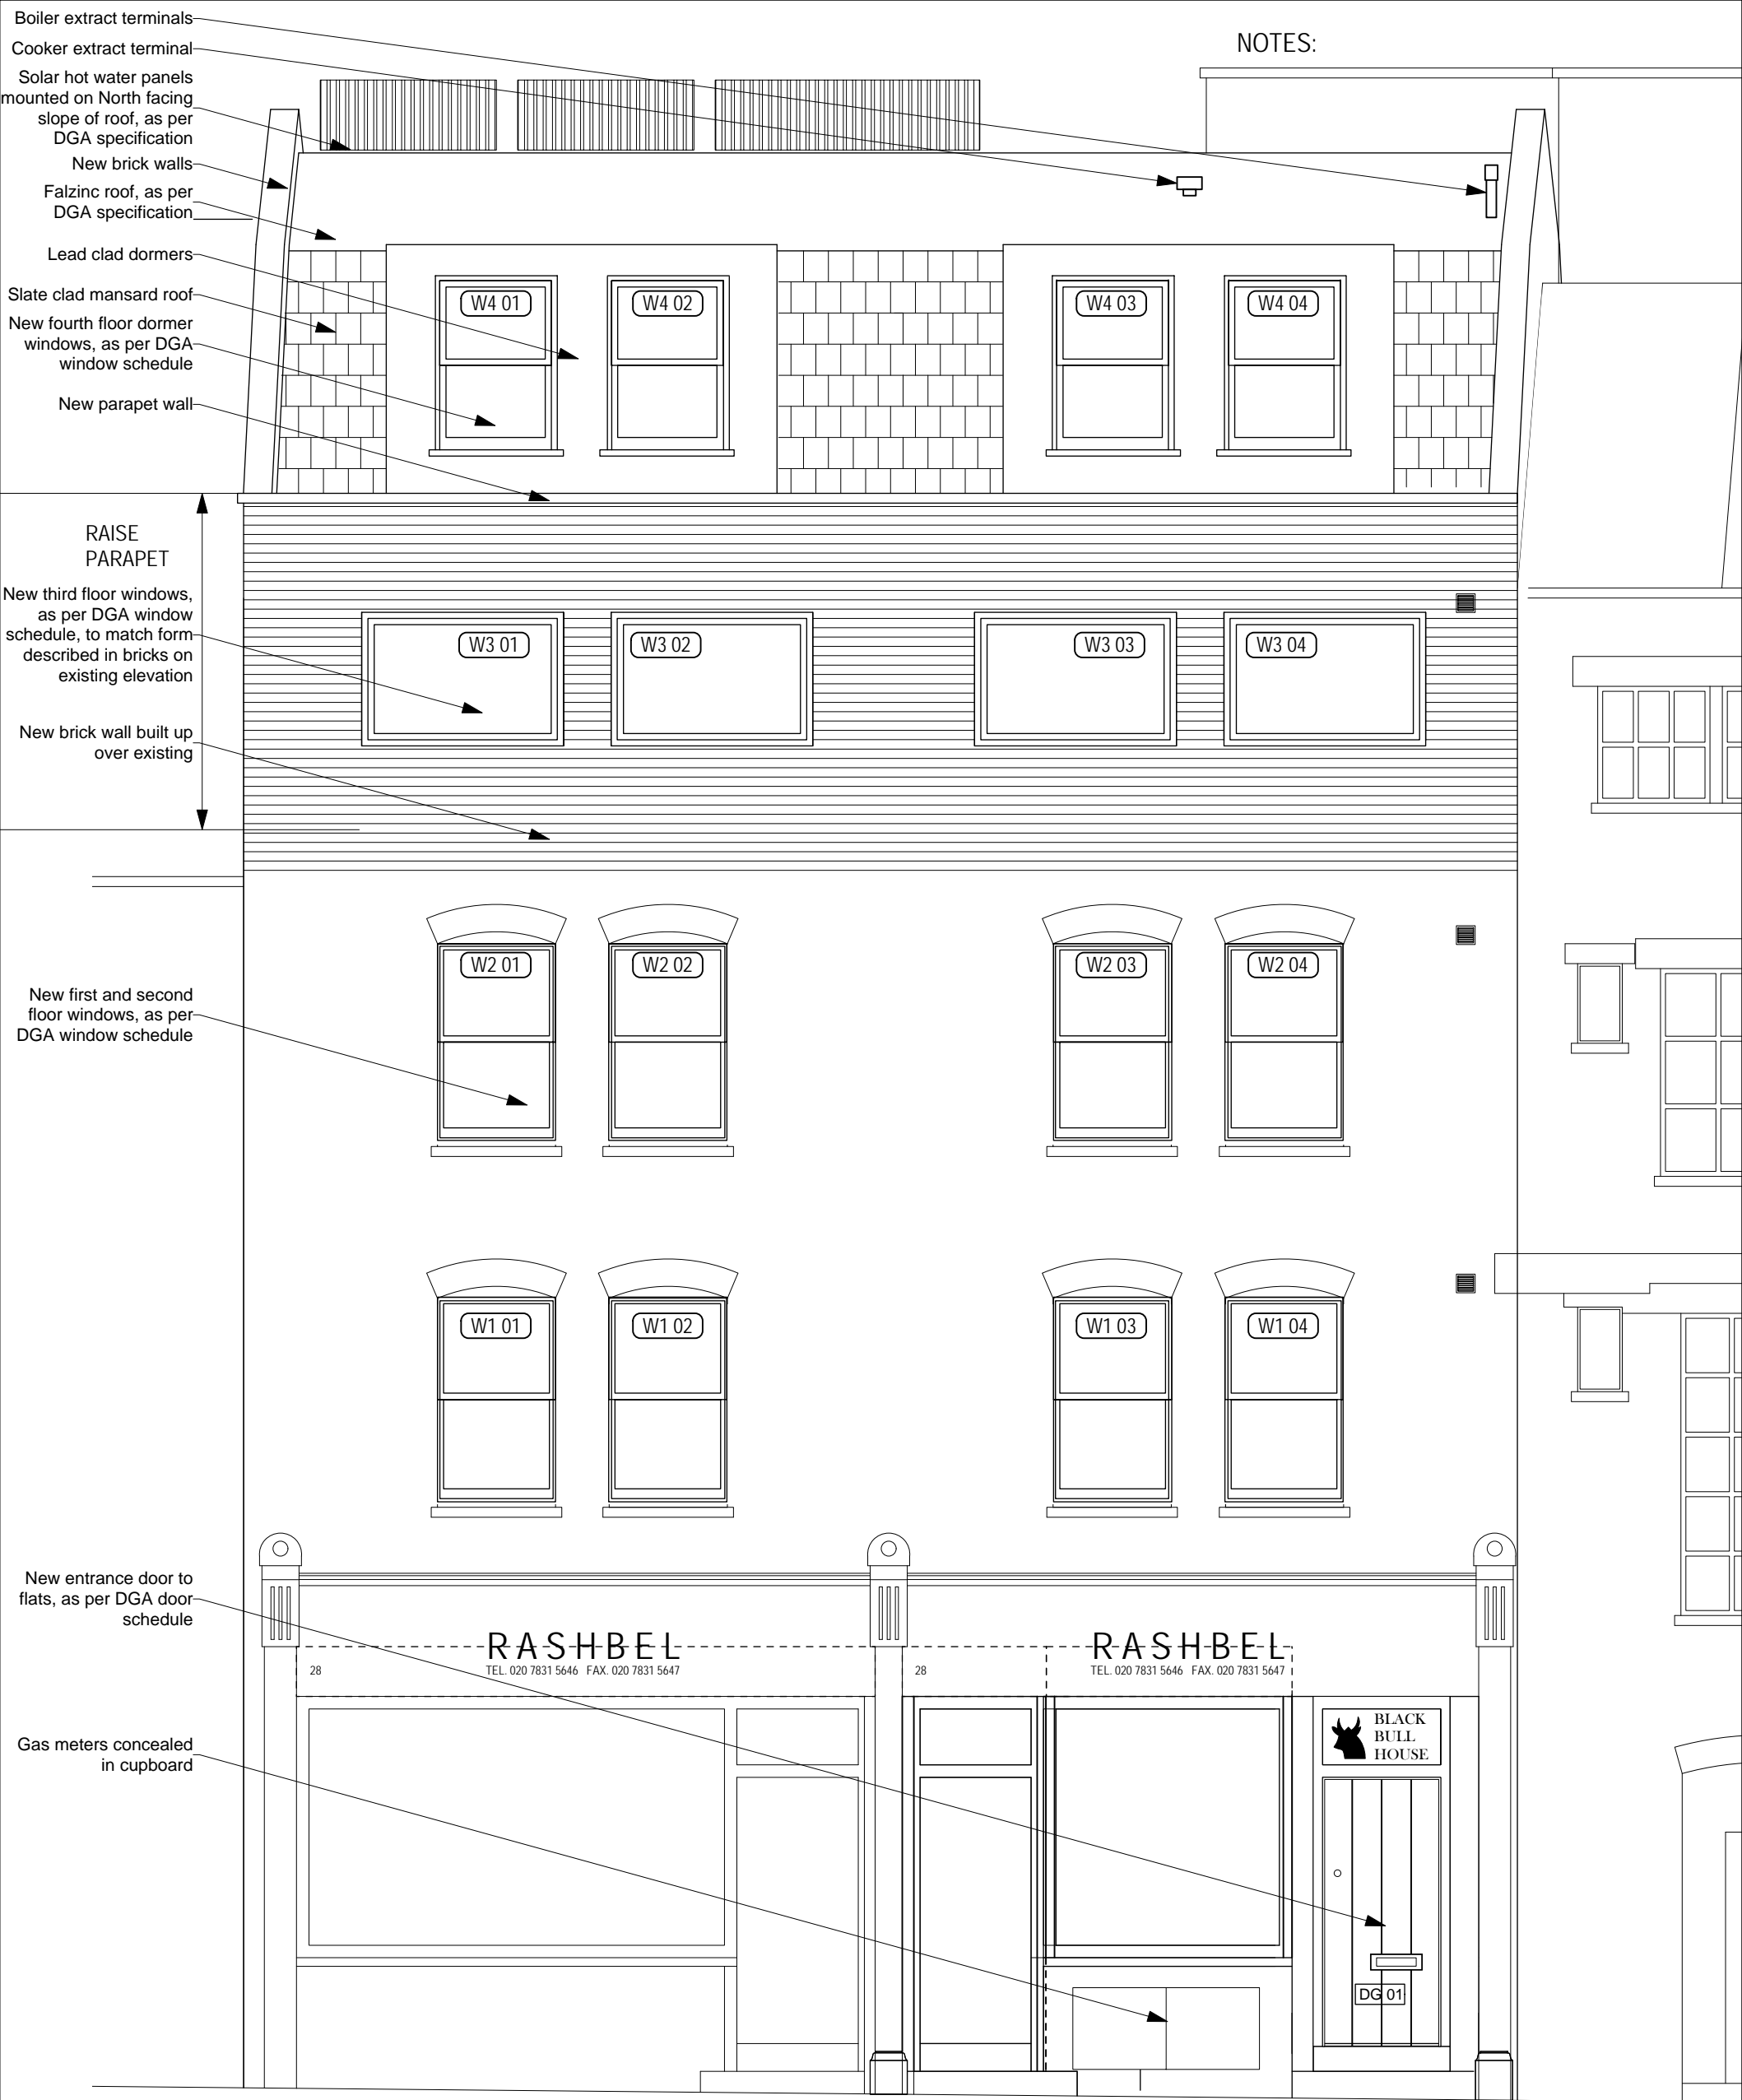 Boiler extract terminals
Cooker extract terminal
Solar hot water panels
mounted on North facing
slope of roof, as per
DGA specification
New brick walls
Falzinc roof, as per
DGA specification
Lead clad dormers
Slate clad mansard roof
New fourth floor dormer
windows, as per DGA
window schedule
New parapet wall
NOTES:
W4 01
W4 02
W4 03
W4 04
RAISE
PARAPET
New third floor windows,
as per DGA window
schedule, to match form
described in bricks on
existing elevation
New brick wall built up
over existing
W3 01
W3 02
W3 03
W3 04
W2 01
W2 02
W2 03
W2 04
New first and second
floor windows, as per
DGA window schedule
W1 01
W1 02
W1 03
W1 04
New entrance door to
flats, as per DGA door
schedule
RASHBEL
28
TEL. 020 7831 5646 FAX. 020 7831 5647
RASHBEL
28
TEL. 020 7831 5646 FAX. 020 7831 5647
BLACK
BULL
HOUSE
Gas meters concealed
in cupboard
DG 01